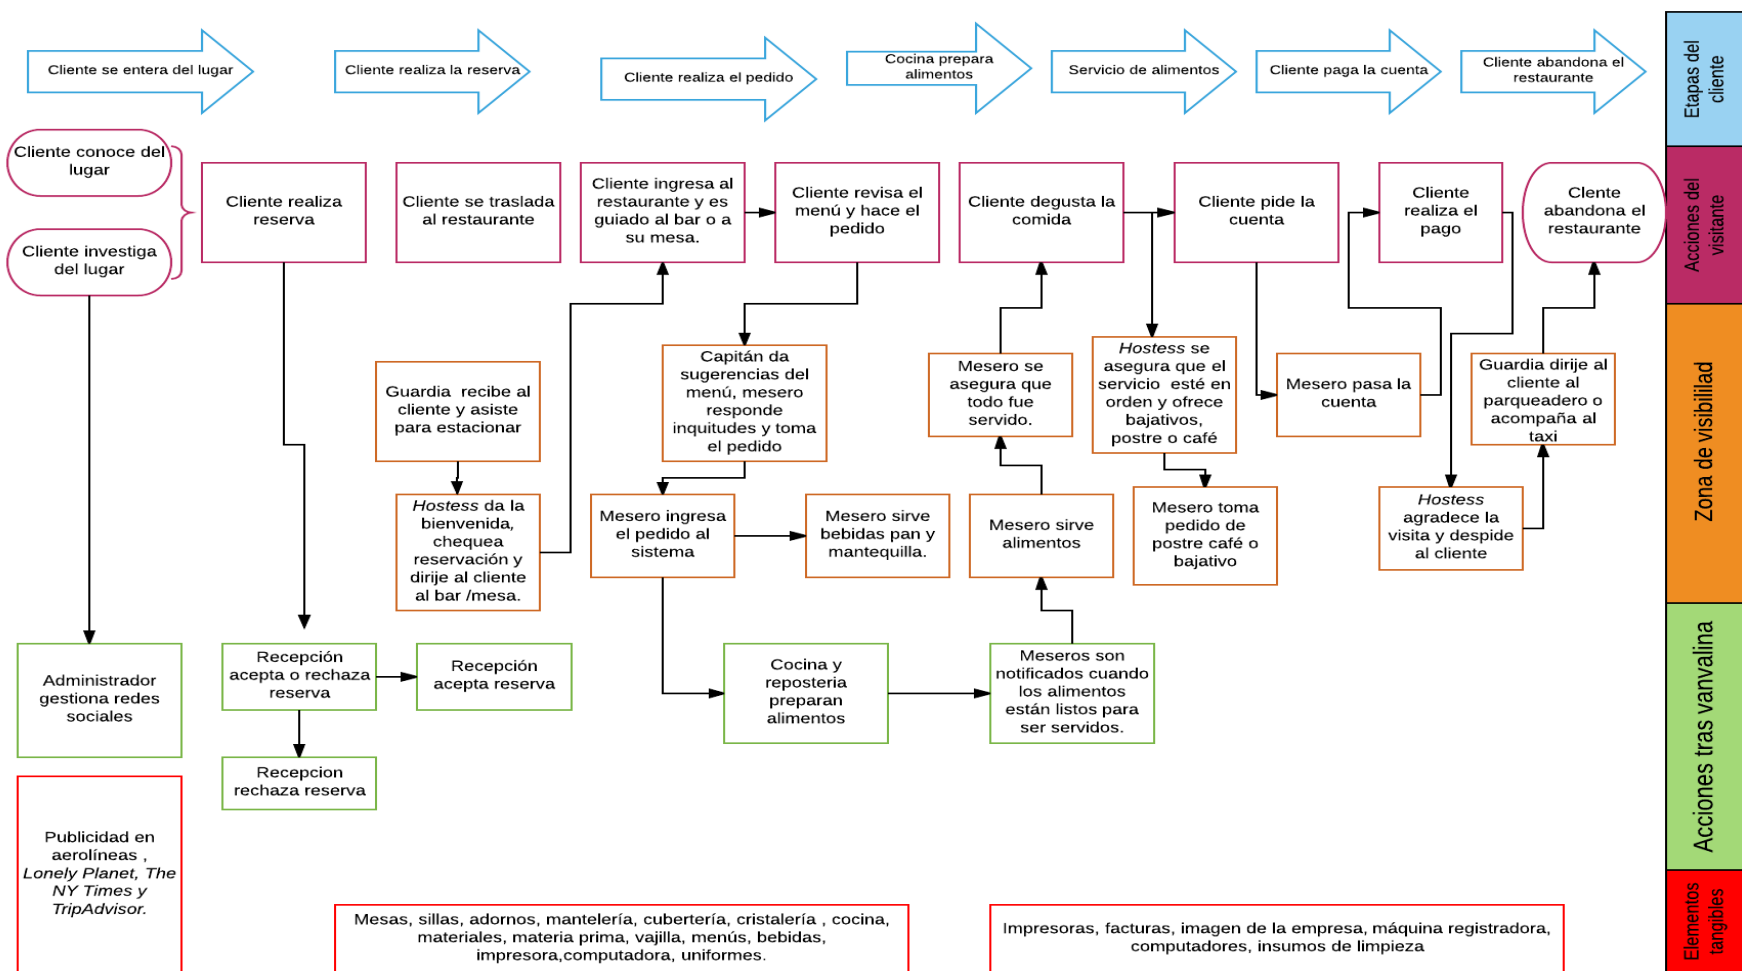 Cliente se entera del lugar
Cliente realiza la reserva
Cliente realiza el pedido
Cocina prepara
alimentos
Servicio de alimentos
Cliente paga la cuenta
Cliente abandona el
restaurante
Etapas del
cliente
Cliente conoce del
lugar
Cliente investiga
del lugar
Cliente realiza
reserva
Cliente se traslada
al restaurante
Cliente ingresa al
restaurante y es
guiado al bar o a
su mesa.
Cliente revisa el
menú y hace el
pedido
Cliente degusta la
comida
Cliente pide la
cuenta
Cliente
realiza el
pago
Clente
abandona el
restaurante
Acciones del
visitante
Guardia recibe al
cliente y asiste
para estacionar
Hostess da la
bienvenida,
chequea
reservación y
dirije al cliente
al bar /mesa.
Capitán da
sugerencias del
menú, mesero
responde
inquitudes y toma
el pedido
Mesero ingresa
el pedido al
sistema
Mesero sirve
bebidas pan y
mantequilla.
Mesero se
asegura que
todo fue
servido.
Mesero sirve
alimentos
Hostess se
asegura que el
servicio esté en
orden y ofrece
bajativos,
postre o café
Mesero toma
pedido de
postre café o
bajativo
Mesero pasa la
cuenta
Hostess
agradece la
visita y despide
al cliente
Guardia dirije al
cliente al
parqueadero o
acompaña al
taxi
Zona de visibililad
Administrador
gestiona redes
sociales
Recepción
acepta o rechaza
reserva
Recepción
acepta reserva
Recepcion
rechaza reserva
Cocina y
reposteria
preparan
alimentos
Meseros son
notificados cuando
los alimentos
están listos para
ser servidos.
Acciones tras vanvalina
Publicidad en
aerolíneas ,
Lonely Planet, The
NY Times y
TripAdvisor.
Mesas, sillas, adornos, mantelería, cubertería, cristalería , cocina,
materiales, materia prima, vajilla, menús, bebidas,
impresora,computadora, uniformes.
Impresoras, facturas, imagen de la empresa, máquina registradora,
computadores, insumos de limpieza
Elementos
tangibles